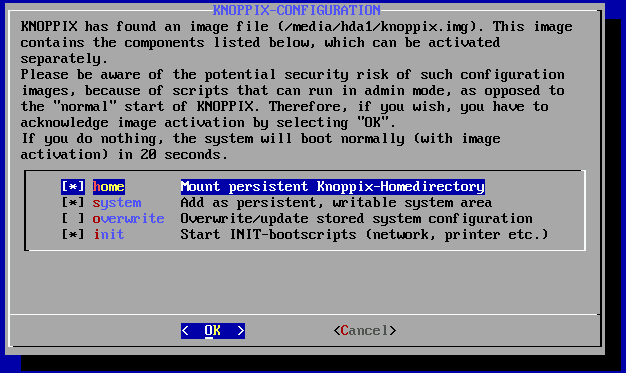 KNOPPIX-CONFIGURATION
KNOPPIX has found an image file (/media/hda1/knoppix.img). This image
contains the components listed below, which can be activated
separately.
Please be aware of the potential security risk of such configuration
images, because of scripts that can run in admin mode, as opposed to
the "normal" start of KNOPPIX. Therefore, if you wish, you have to
acknowledge image activation by selecting "OK".
If you do nothing, the system will boot normally (with image
activation) in 20 seconds.
[*] home Mount persistent Knoppix-Homedirectory
[*] system Add as persistent, writable system area
[ ] overwrite Overwrite/update stored system configuration
[*] init Start INIT-bootscripts (network, printer etc.)
< OK > <Cancel>